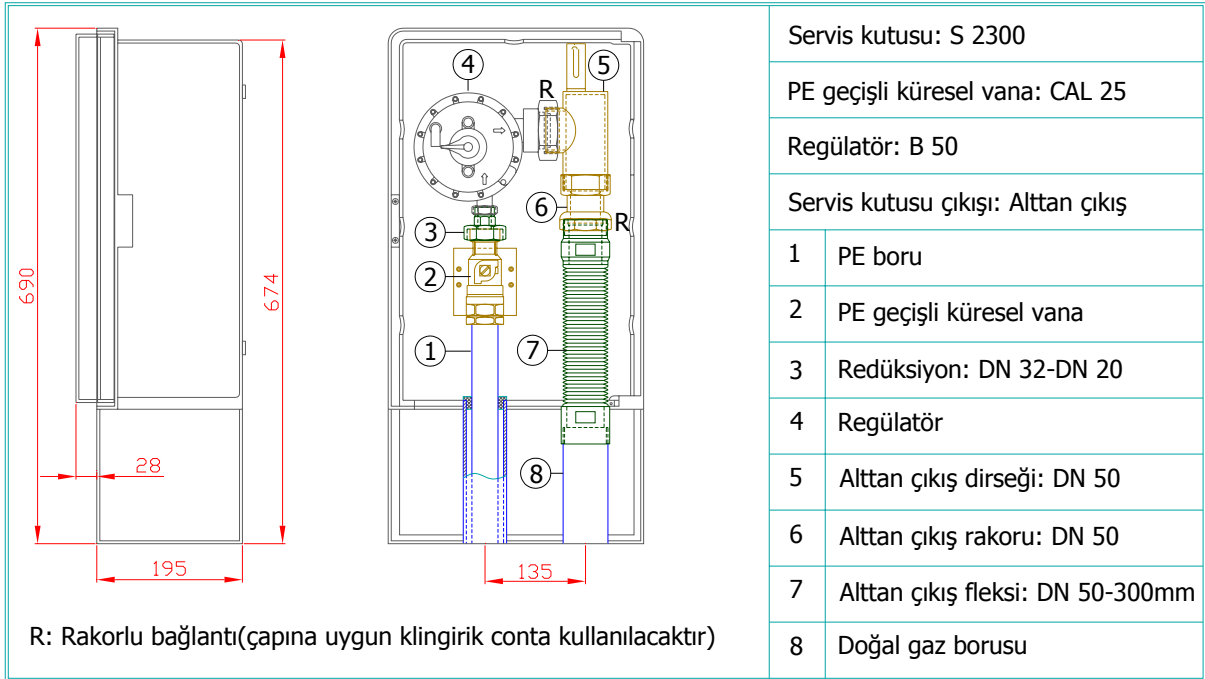 690
28
195
674
4
R
5
6
R
3
2
1
7
8
135
R: Rakorlu bağlantı(çapına uygun klingirik conta kullanılacaktır)
Servis kutusu: S 2300
PE geçişli küresel vana: CAL 25
Regülatör: B 50
Servis kutusu çıkışı: Alttan çıkış
1 PE boru
2 PE geçişli küresel vana
3 Redüksiyon: DN 32-DN 20
4 Regülatör
5 Alttan çıkış dirseği: DN 50
6 Alttan çıkış rakoru: DN 50
7 Alttan çıkış fleksi: DN 50-300mm
8 Doğal gaz borusu